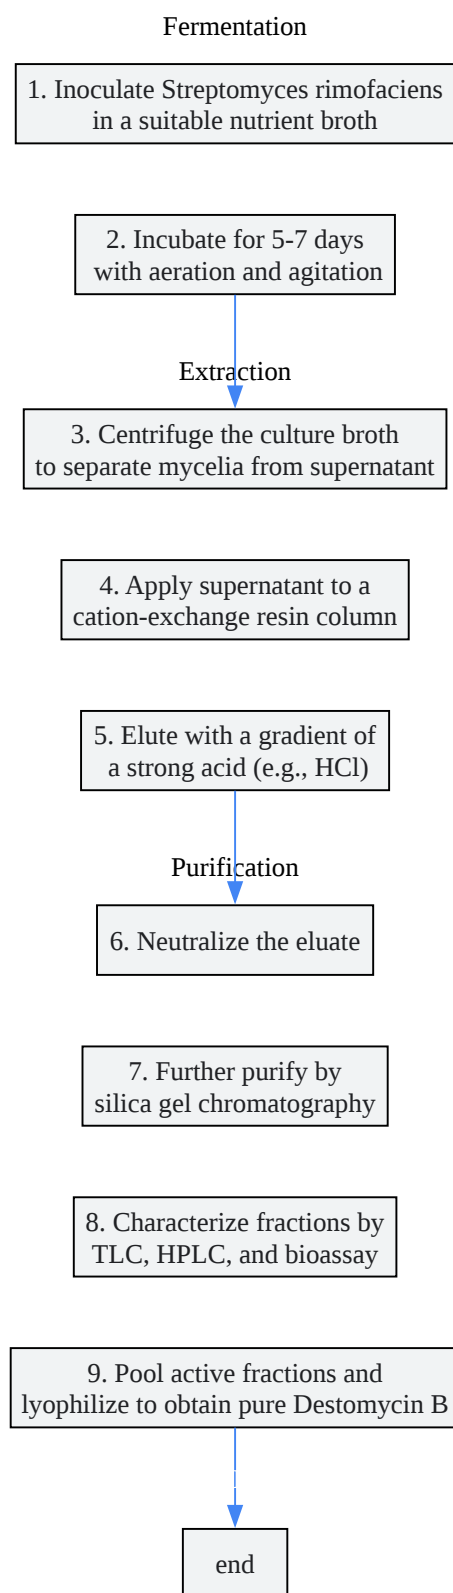 Fermentation
1. Inoculate Streptomyces rimofaciens
in a suitable nutrient broth
2. Incubate for 5-7 days
with aeration and agitation
Extraction
3. Centrifuge the culture broth
to separate mycelia from supernatant
4. Apply supernatant to a
cation-exchange resin column
5. Elute with a gradient of
a strong acid (e.g., HCl)
Purification
6. Neutralize the eluate
7. Further purify by
silica gel chromatography
8. Characterize fractions by
TLC, HPLC, and bioassay
9. Pool active fractions and
lyophilize to obtain pure Destomycin B
end